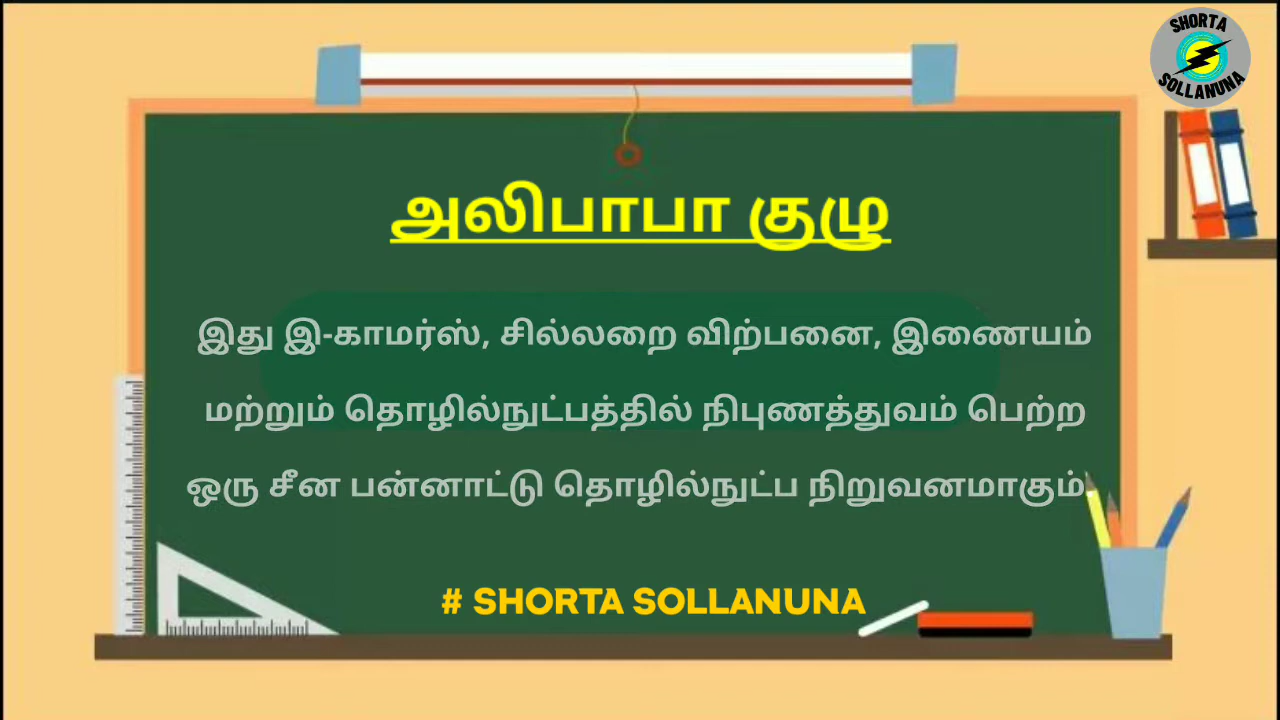 SHORTA
SOLLANUNA
அலிபாபா குழு
இது இ-காமர்ஸ், சில்லறை விற்பனை, இணையம்
மற்றும் தொழில்நுட்பத்தில் நிபுணத்துவம் பெற்ற
ஒரு சீன பன்னாட்டு தொழில்நுட்ப நிறுவனமாகும்
# SHORTA SOLLANUNA